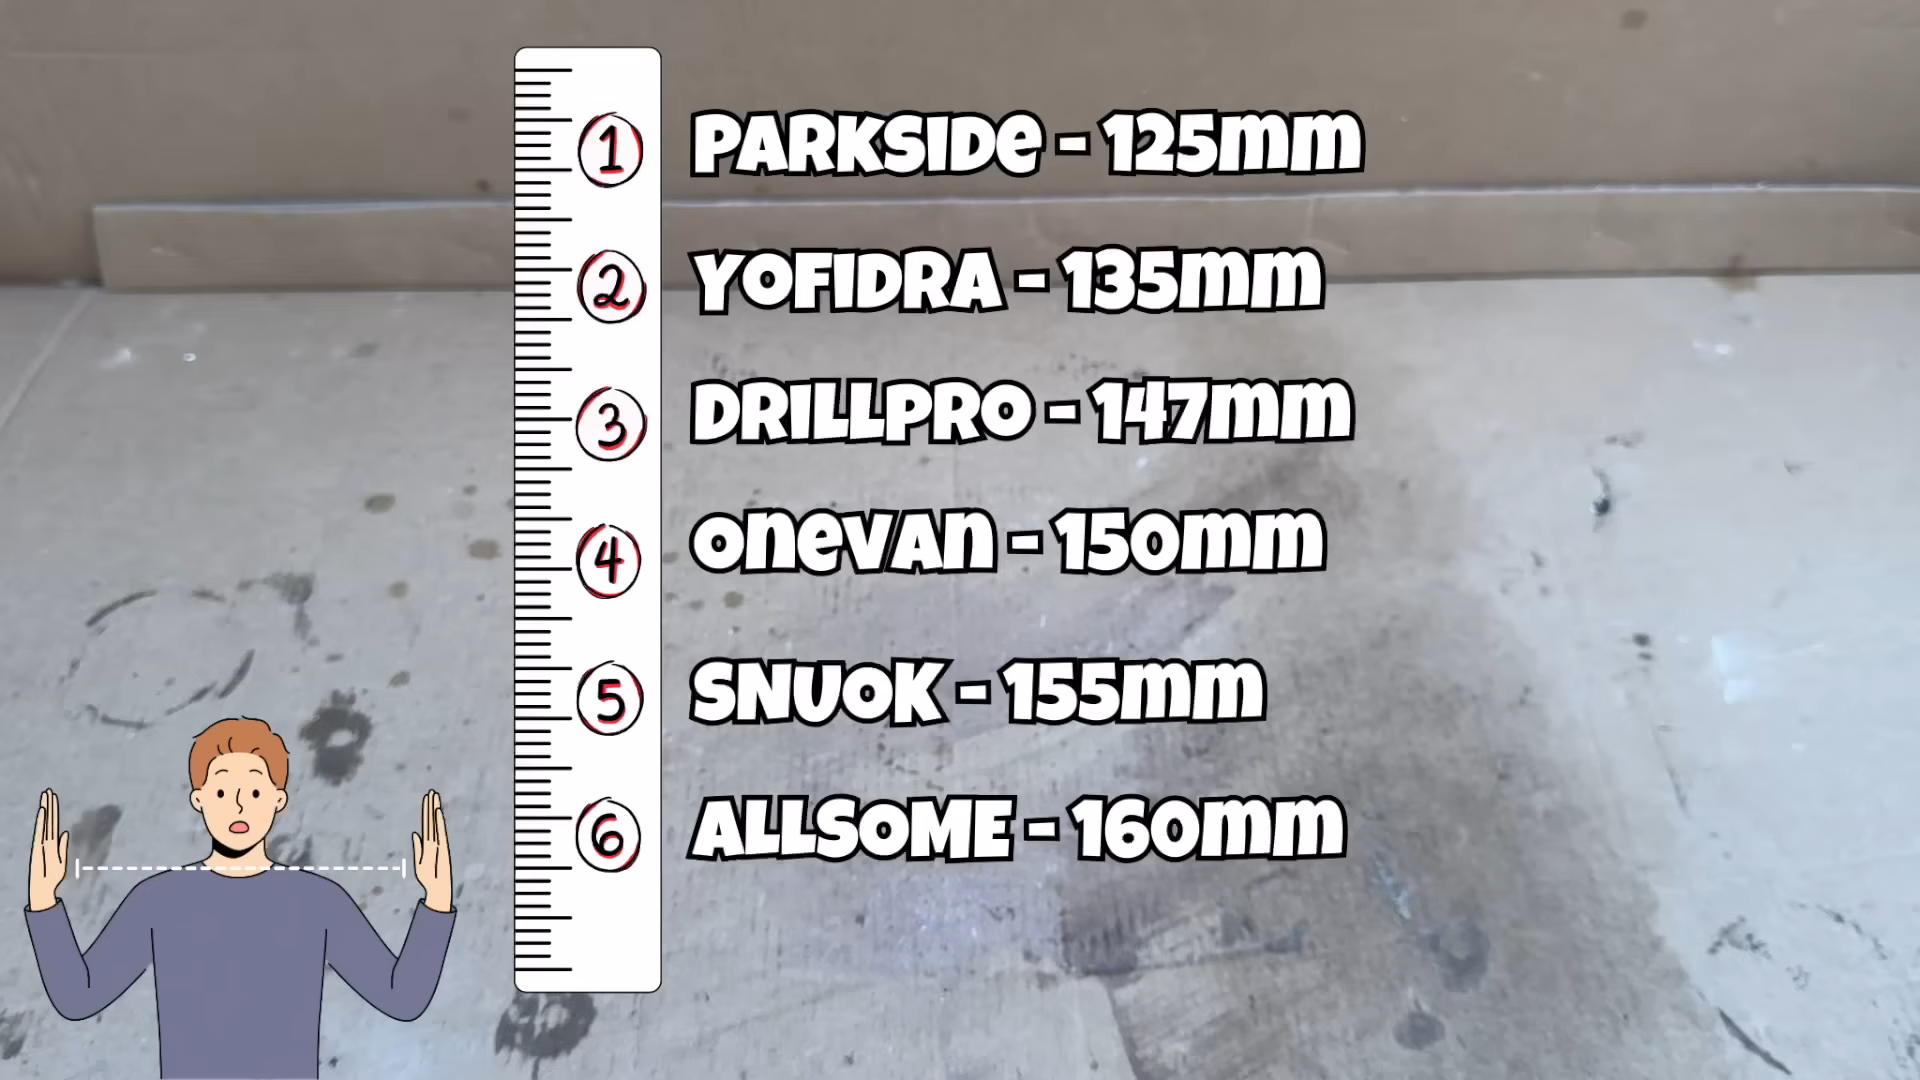 1 PARKSIDe - 125mm
2 YOFIDRA - 135mm
3 DRILLPRO - 147mm
4 OneVAn - 150mm
5 SNUOK - 155mm
6 ALLSOME - 160mm